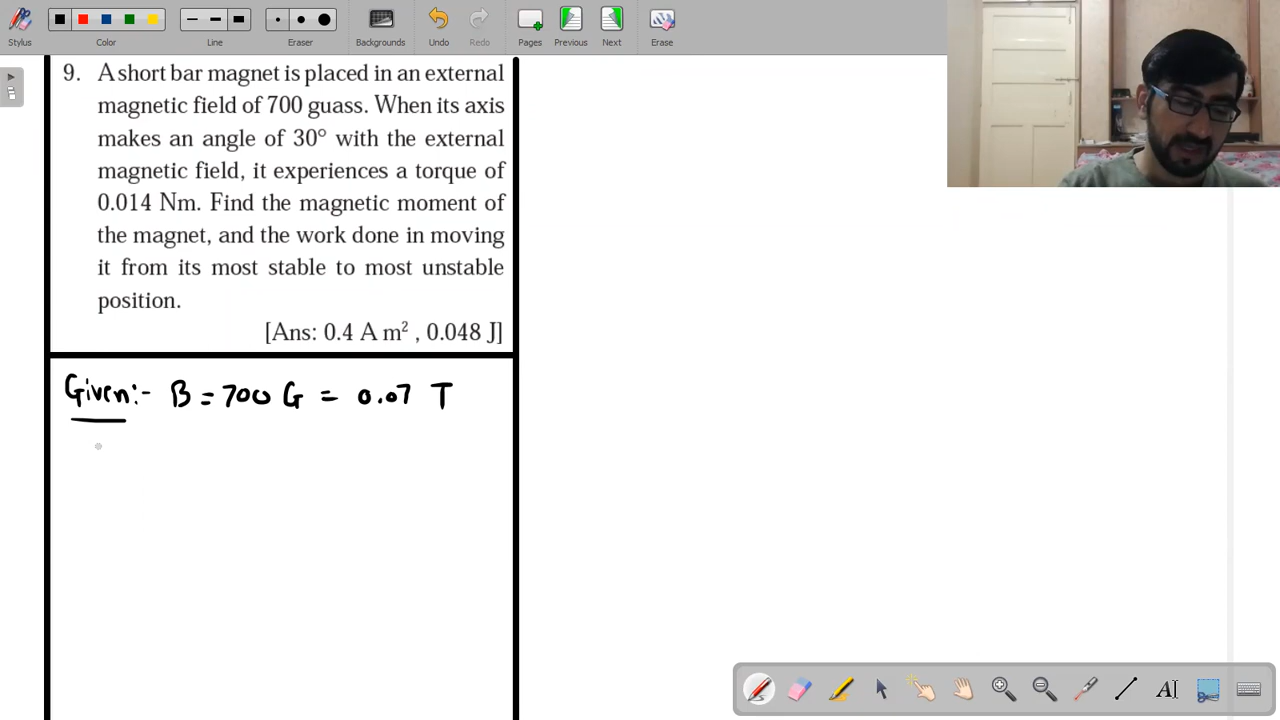 Stylus
Color
Line
Eraser
Backgrounds
Undo
Redo
Pages
Previous
Next
Erase
9. A short bar magnet is placed in an external
magnetic field of 700 guass. When its axis
makes an angle of 30° with the external
magnetic field, it experiences a torque of
0.014 Nm. Find the magnetic moment of
the magnet, and the work done in moving
it from its most stable to most unstable
position.
[Ans: 0.4 A m² , 0.048 J]
Given:- B = 700 G = 0.07 T